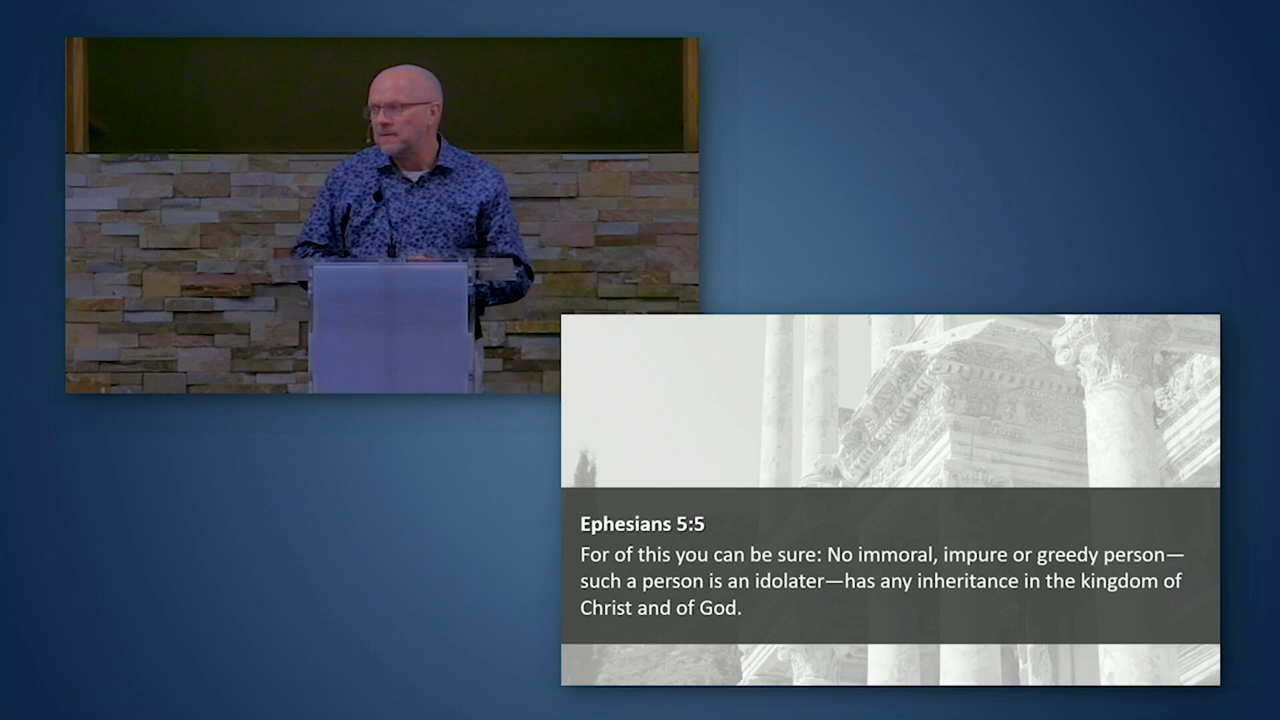 Ephesians 5:5
For of this you can be sure: No immoral, impure or greedy person—
such a person is an idolater—has any inheritance in the kingdom of
Christ and of God.